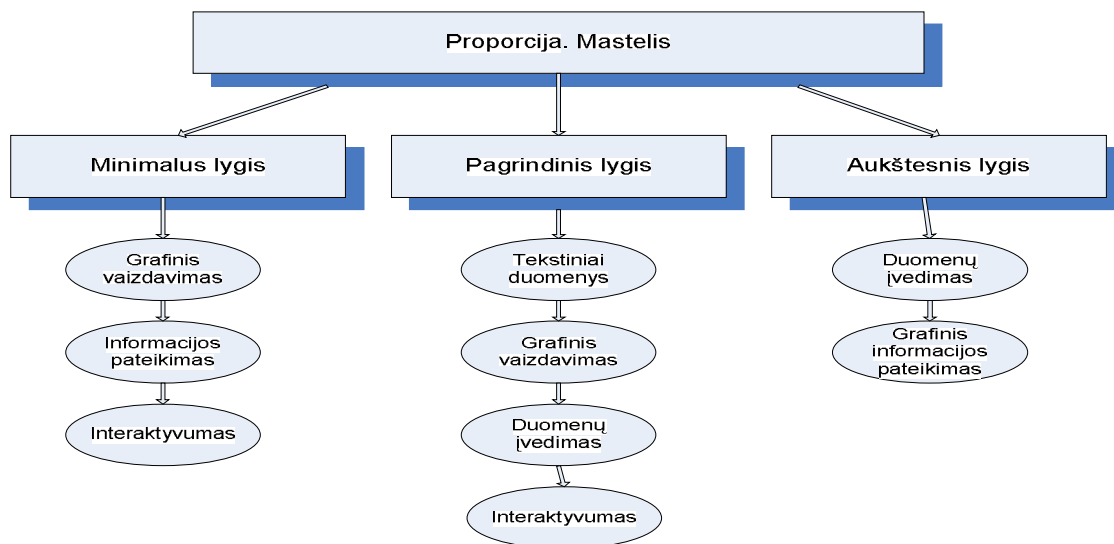 Proporcija. Mastelis
Minimalus lygis
Pagrindinis lygis
Aukštesnis lygis
Grafinis
vaizdavimas
Informacijos
pateikimas
Interaktyvumas
Tekstiniai
duomenys
Grafinis
vaizdavimas
Duomenų
įvedimas
Interaktyvumas
Duomenų
įvedimas
Grafinis
informacijos
pateikimas